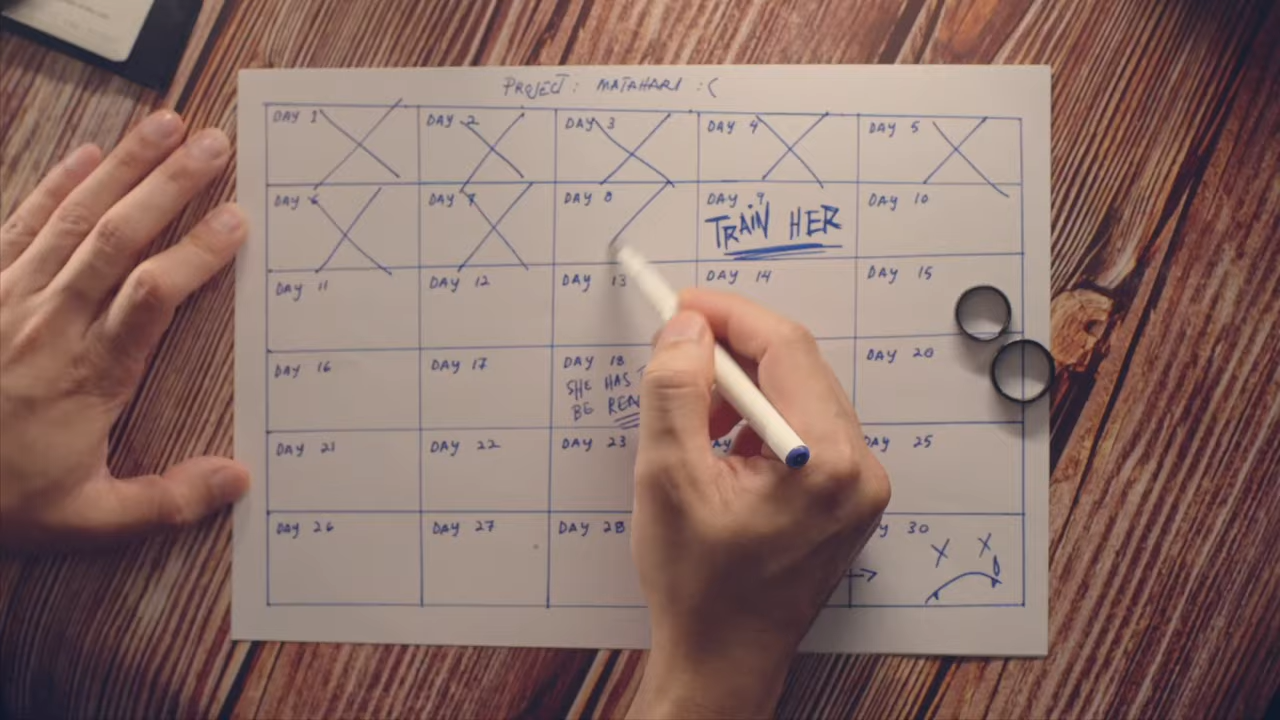 PROJECT: MATAHARI :(
DAY 1 DAY 2 DAY 3 DAY 4 DAY 5
DAY 6 DAY 7 DAY 8 DAY 9 DAY 10
TRAIN HER
DAY 11 DAY 12 DAY 13 DAY 14 DAY 15
DAY 16 DAY 17 DAY 18 DAY 20
SHE HAS
BE
DAY 21 DAY 22 DAY 23 DAY 25
DAY 26 DAY 27 DAY 28 30